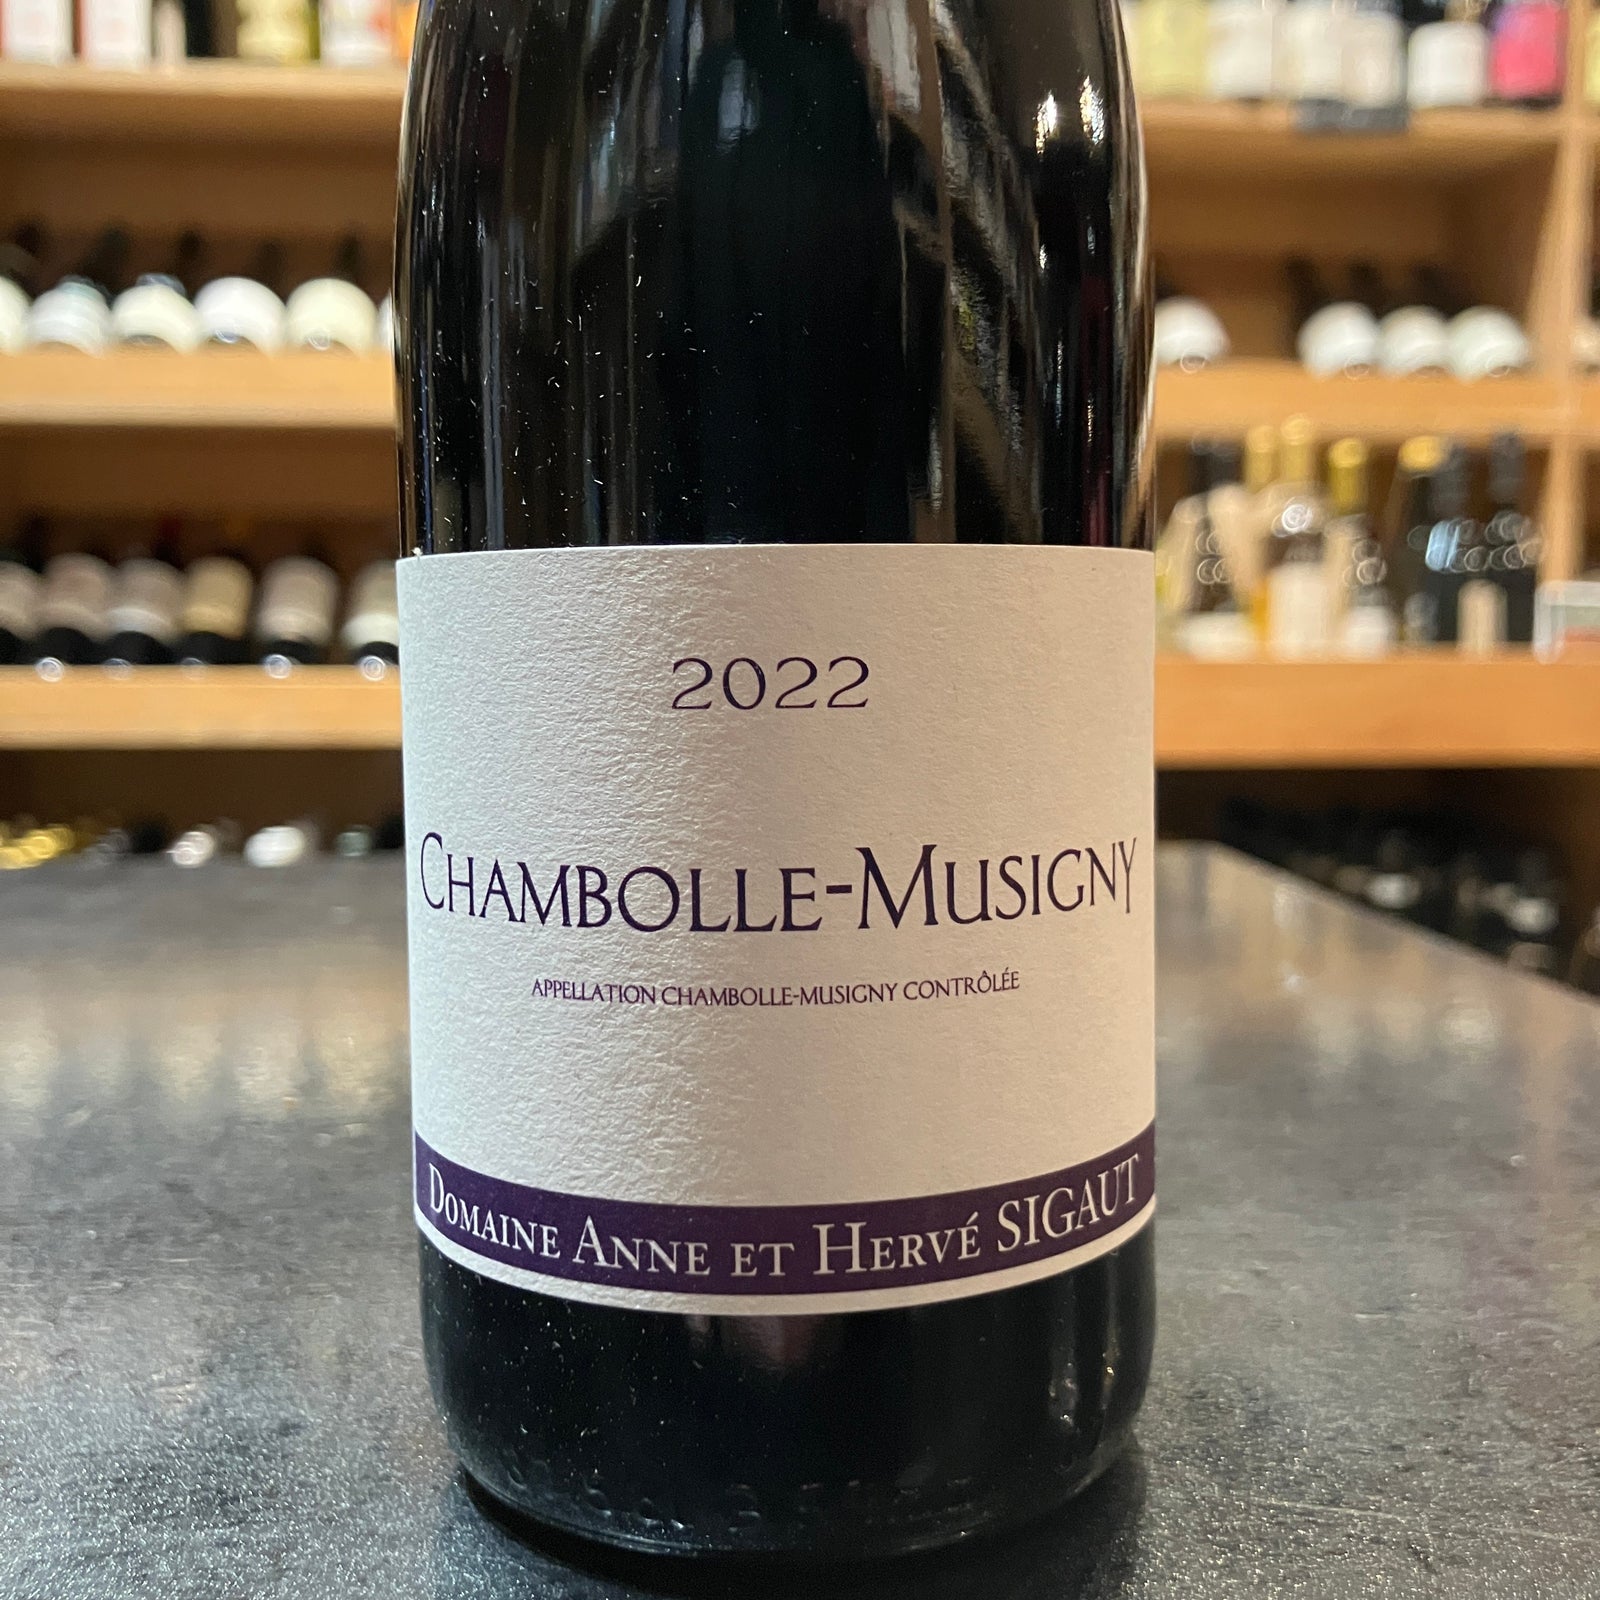 2022
CHAMBOLLE-MUSIGNY
APPELLATION CHAMBOLLE-MUSIGNY CONTRÔLÉE
DOMAINE ANNE ET HERVÉ SIGAUT